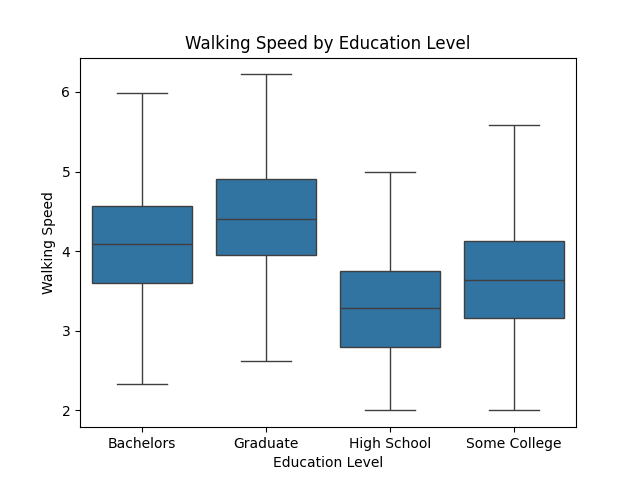 Walking Speed by Education Level
6
5
4
3
2
Walking Speed
Bachelors
Graduate
High School
Some College
Education Level